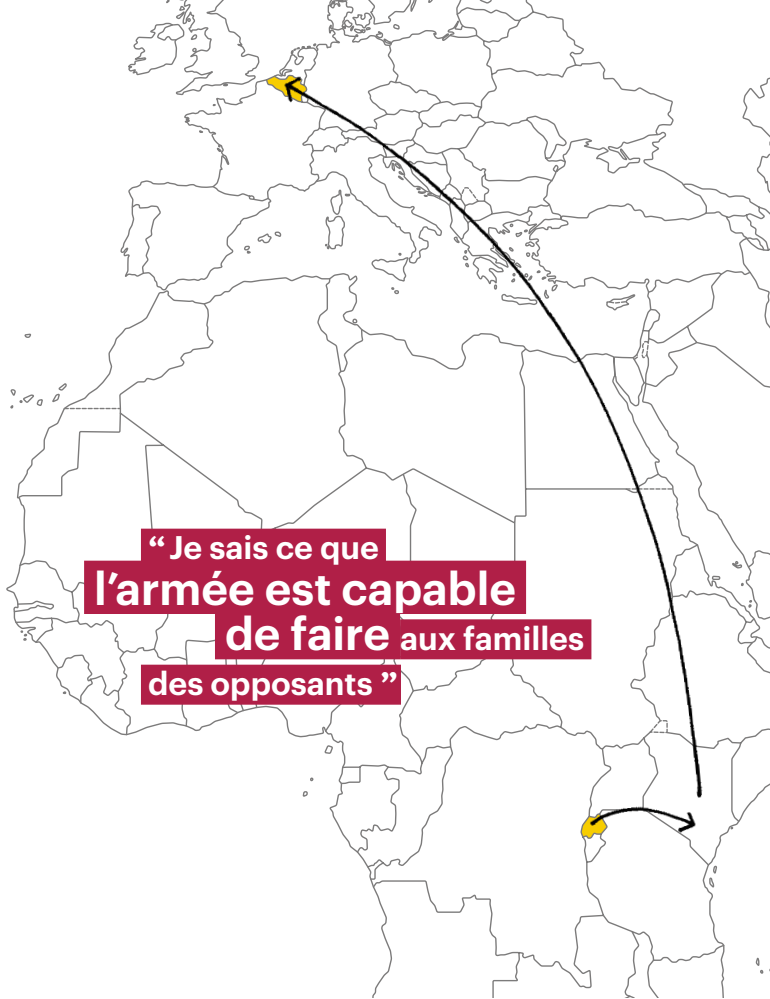 “ Je sais ce que
l’armée est capable
de faire aux familles
des opposants ”